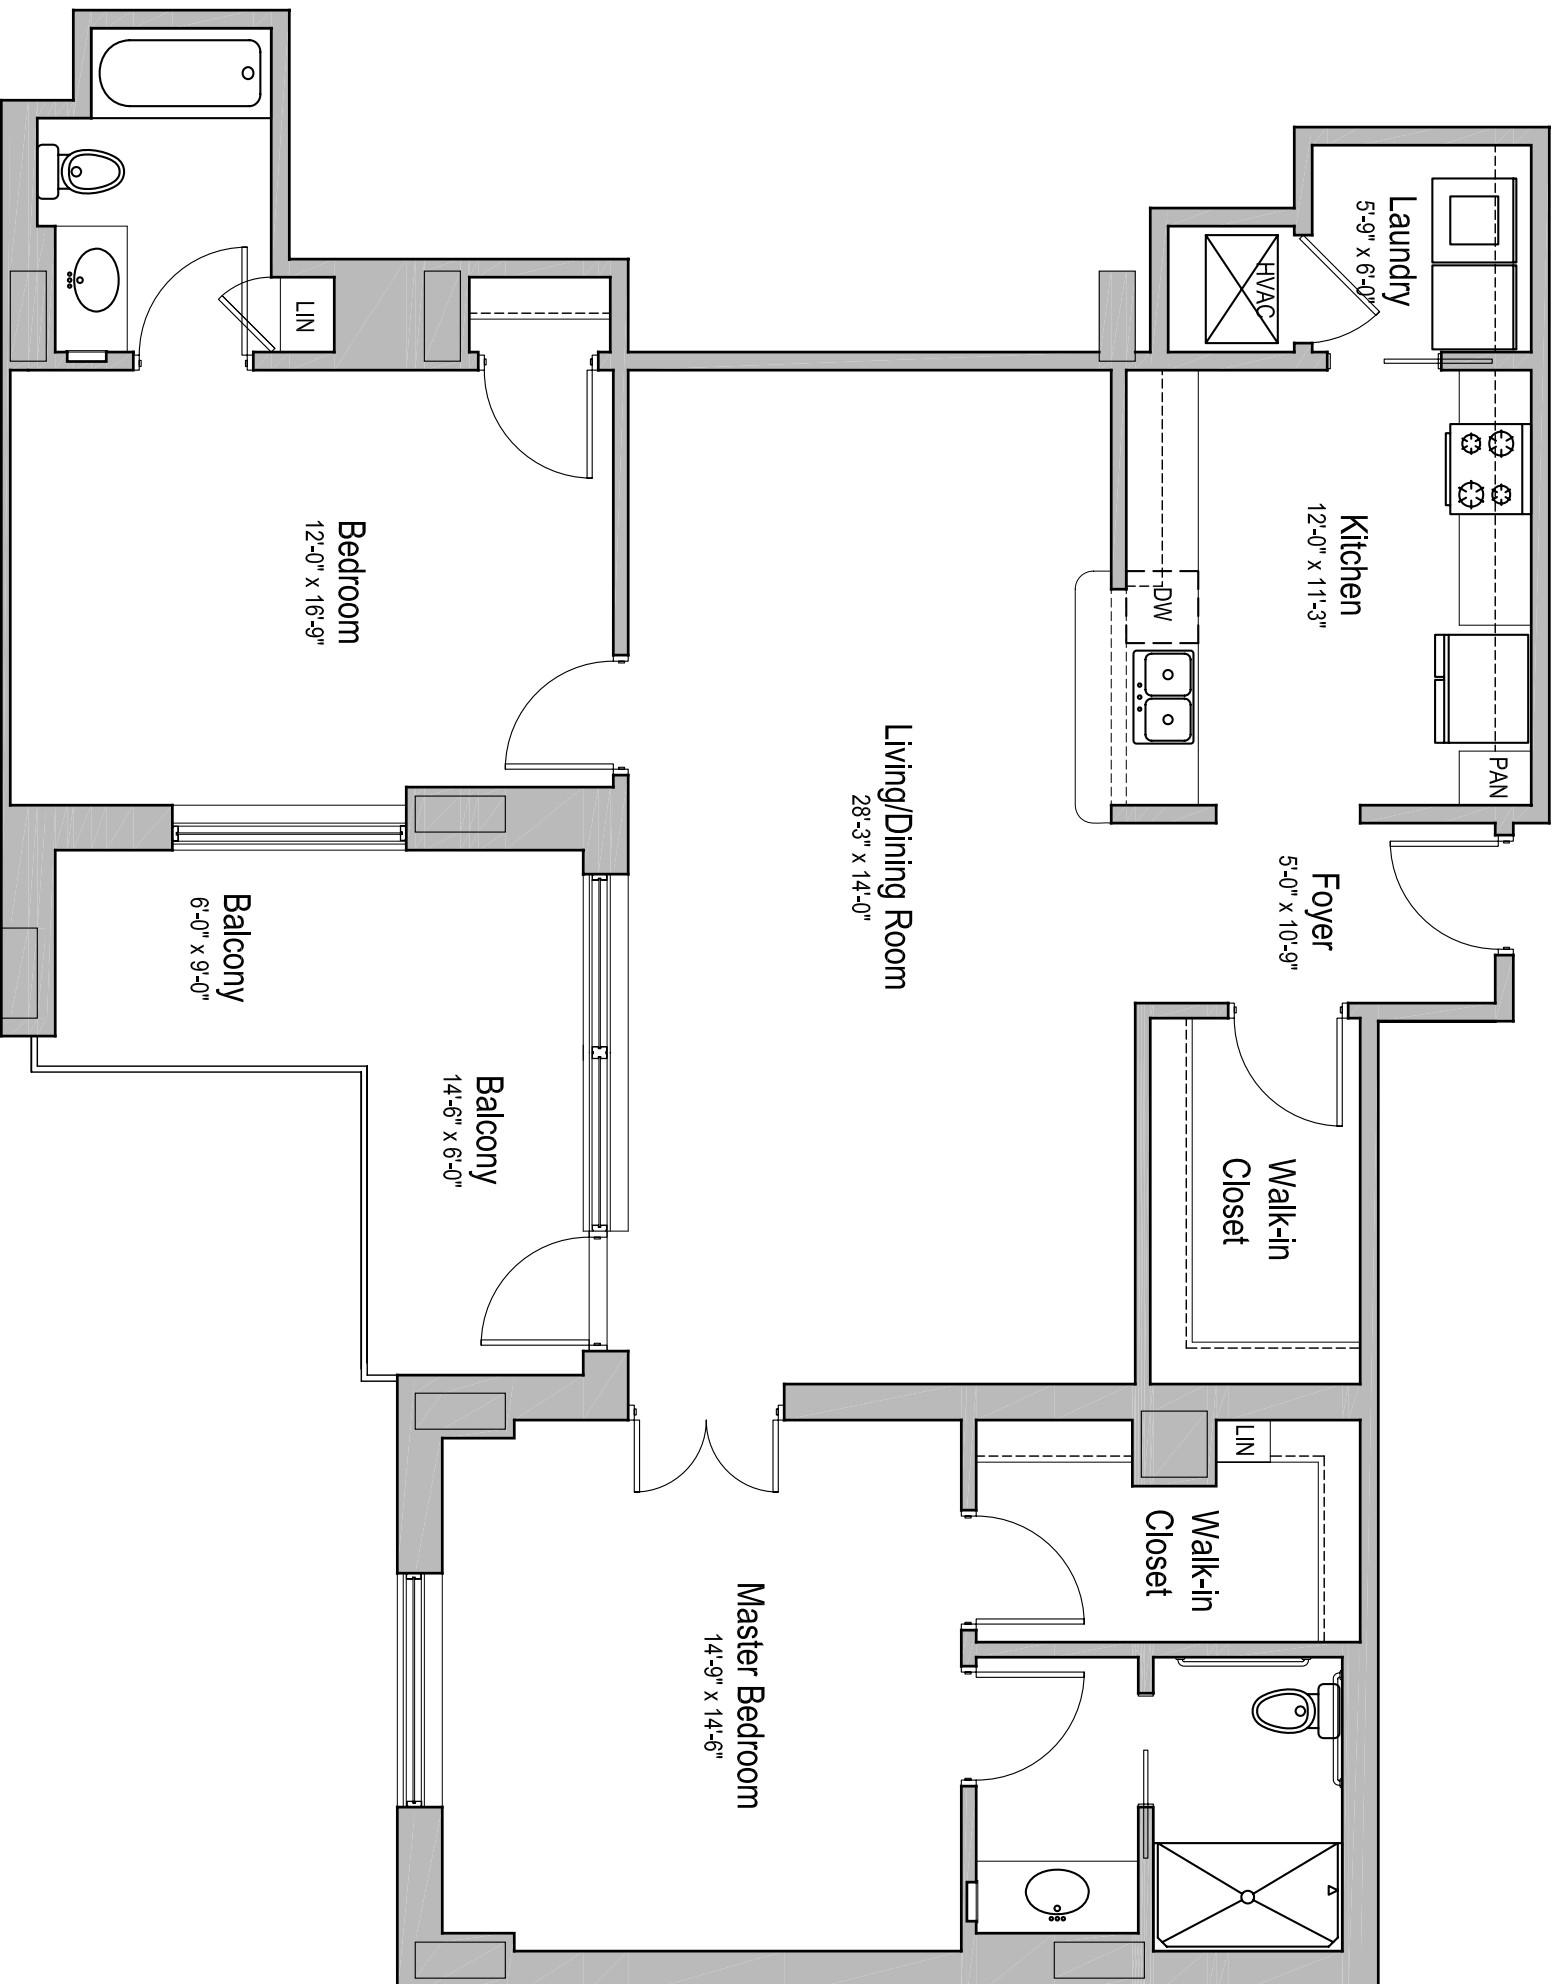 Laundry
5'-9" x 6'-0"
HVAC
LIN
Kitchen
12'-0" x 11'-3"
DW
PAN
Bedroom
12'-0" x 16'-9"
Living/Dining Room
28'-3" x 14'-0"
Foyer
5'-0" x 10'-9"
Balcony
6'-0" x 9'-0"
Balcony
14'-6" x 6'-0"
Walk-in
Closet
LIN
Walk-in
Closet
Master Bedroom
14'-9" x 14'-6"